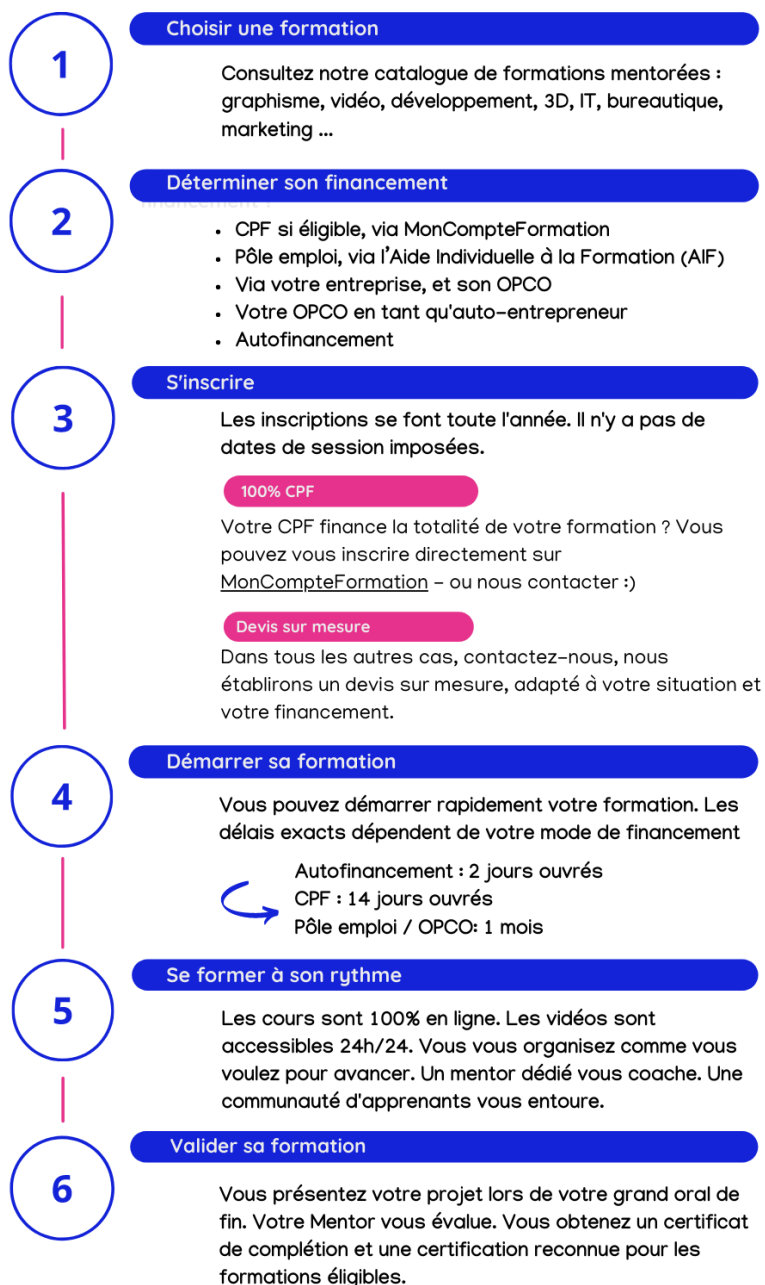 1
Choisir une formation
Consultez notre catalogue de formations mentorées :
graphisme, vidéo, développement, 3D, IT, bureautique,
marketing ...
2
Déterminer son financement
financement ?
• CPF si éligible, via MonCompteFormation
• Pôle emploi, via l'Aide Individuelle à la Formation (AIF)
• Via votre entreprise, et son OPCO
• Votre OPCO en tant qu'auto-entrepreneur
• Autofinancement
3
S'inscrire
Les inscriptions se font toute l'année. Il n'y a pas de
dates de session imposées.
100% CPF
Votre CPF finance la totalité de votre formation ? Vous
pouvez vous inscrire directement sur
MonCompteFormation - ou nous contacter :)
Devis sur mesure
Dans tous les autres cas, contactez-nous, nous
établirons un devis sur mesure, adapté à votre situation et
votre financement.
4
Démarrer sa formation
Vous pouvez démarrer rapidement votre formation. Les
délais exacts dépendent de votre mode de financement
Autofinancement : 2 jours ouvrés
CPF : 14 jours ouvrés
Pôle emploi / OPCO: 1 mois
5
Se former à son rythme
Les cours sont 100% en ligne. Les vidéos sont
accessibles 24h/24. Vous vous organisez comme vous
voulez pour avancer. Un mentor dédié vous coache. Une
communauté d'apprenants vous entoure.
6
Valider sa formation
Vous présentez votre projet lors de votre grand oral de
fin. Votre Mentor vous évalue. Vous obtenez un certificat
de complétion et une certification reconnue pour les
formations éligibles.